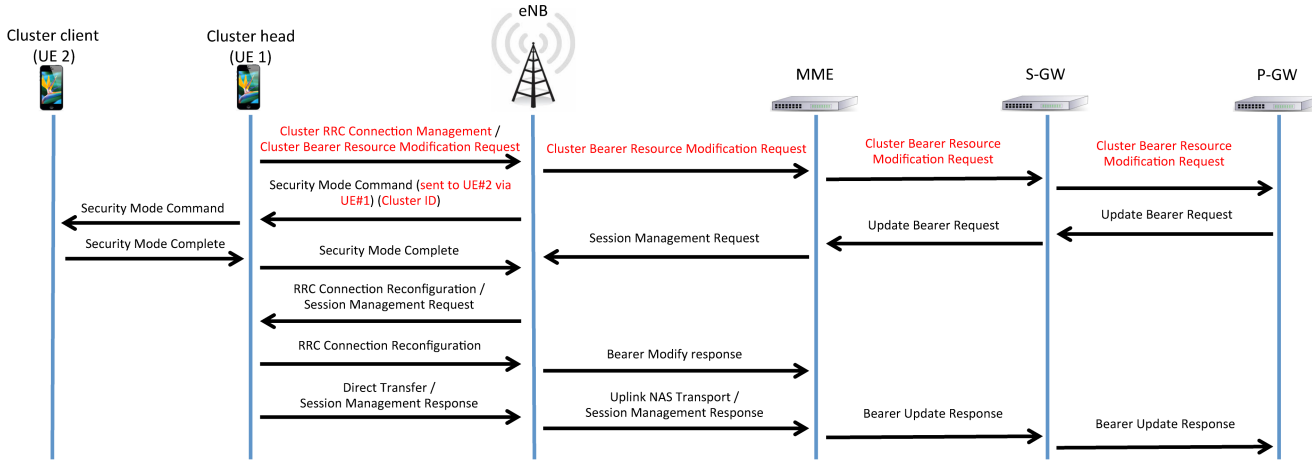 eNB
Cluster client
(UE 2)
Cluster head
(UE 1)
MME
S-GW
P-GW
Cluster RRC Connection Management /
Cluster Bearer Resource Modification Request
Cluster Bearer Resource Modification Request
Cluster Bearer Resource
Modification Request
Cluster Bearer Resource
Modification Request
Security Mode Command (sent to UE#2 via
UE#1) (Cluster ID)
Security Mode Command
Update Bearer Request
Update Bearer Request
Session Management Request
Security Mode Complete
Security Mode Complete
RRC Connection Reconfiguration /
Session Management Request
RRC Connection Reconfiguration
Bearer Modify response
Direct Transfer /
Session Management Response
Uplink NAS Transport /
Session Management Response
Bearer Update Response
Bearer Update Response